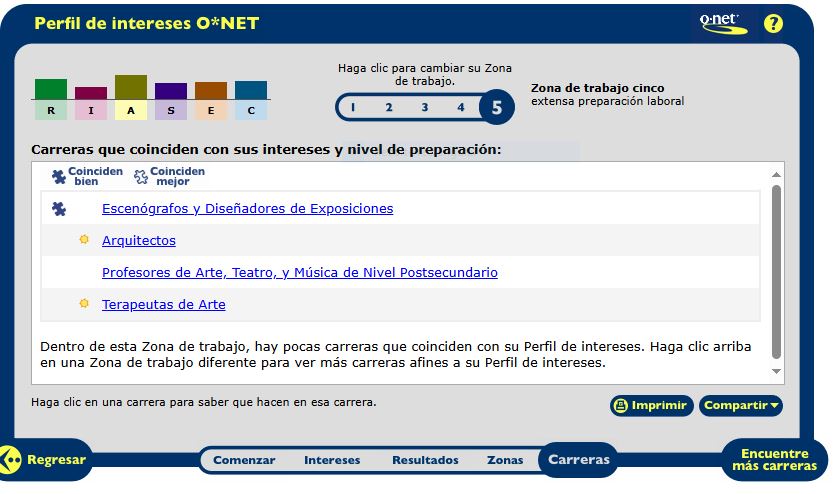 Perfil de intereses O*NET
o·net
?
Haga clic para cambiar su Zona
de trabajo.
R I A S E C
1 2 3 4 5
Zona de trabajo cinco
extensa preparación laboral
Carreras que coinciden con sus intereses y nivel de preparación:
Coinciden
bien
Coinciden
mejor
Escenógrafos y Diseñadores de Exposiciones
Arquitectos
Profesores de Arte, Teatro, y Música de Nivel Postsecundario
Terapeutas de Arte
Dentro de esta Zona de trabajo, hay pocas carreras que coinciden con su Perfil de intereses. Haga clic arriba
en una Zona de trabajo diferente para ver más carreras afines a su Perfil de intereses.
Haga clic en una carrera para saber que hacen en esa carrera.
Imprimir
Compartir
Regresar
Comenzar Intereses Resultados Zonas Carreras
Encuentre
más carreras